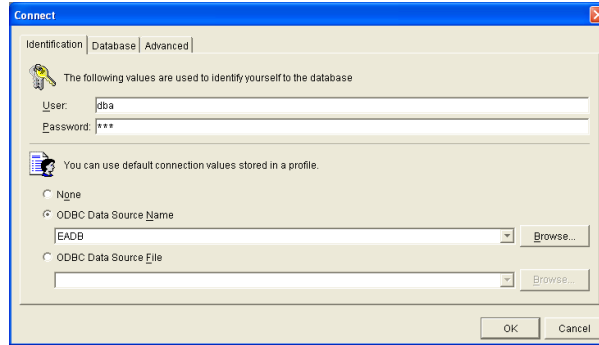 Connect
Identification Database Advanced
The following values are used to identify yourself to the database
User: dba
Password: ***
You can use default connection values stored in a profile.
None
ODBC Data Source Name
EADB Browse...
ODBC Data Source File
Browse...
OK Cancel